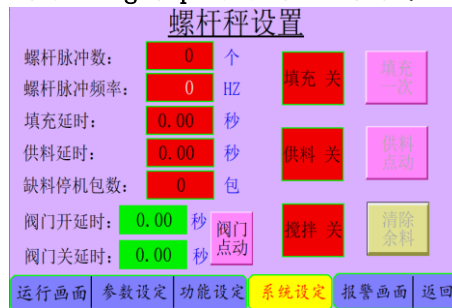 螺杆秤设置
螺杆脉冲数： 0 个
螺杆脉冲频率： 0 HZ
填充延时： 0.00 秒
供料延时： 0.00 秒
缺料停机包数： 0 包
阀门开延时： 0.00 秒
阀门关延时： 0.00 秒
阀门
点动
填充 关
供料 关
搅拌 关
填充
一次
供料
点动
清除
余料
运行画面 参数设定 功能设定 系统设定 报警画面 返回